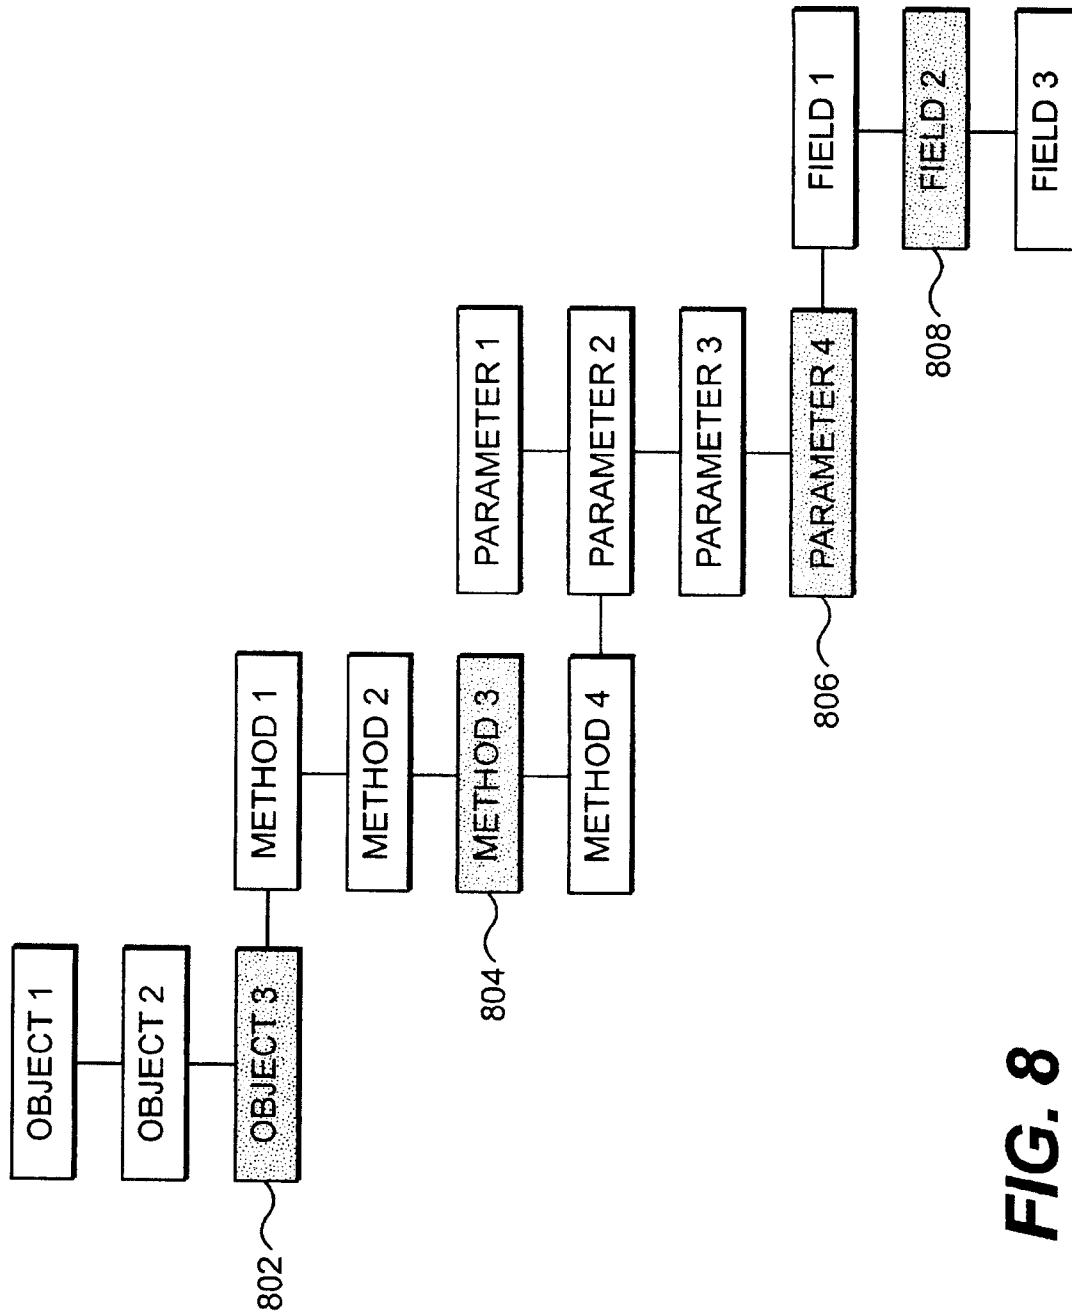 OBJECT 1
OBJECT 2
OBJECT 3
802
METHOD 1
METHOD 2
METHOD 3
804
METHOD 4
PARAMETER 1
PARAMETER 2
PARAMETER 3
PARAMETER 4
806
FIELD 1
FIELD 2
808
FIELD 3
FIG. 8